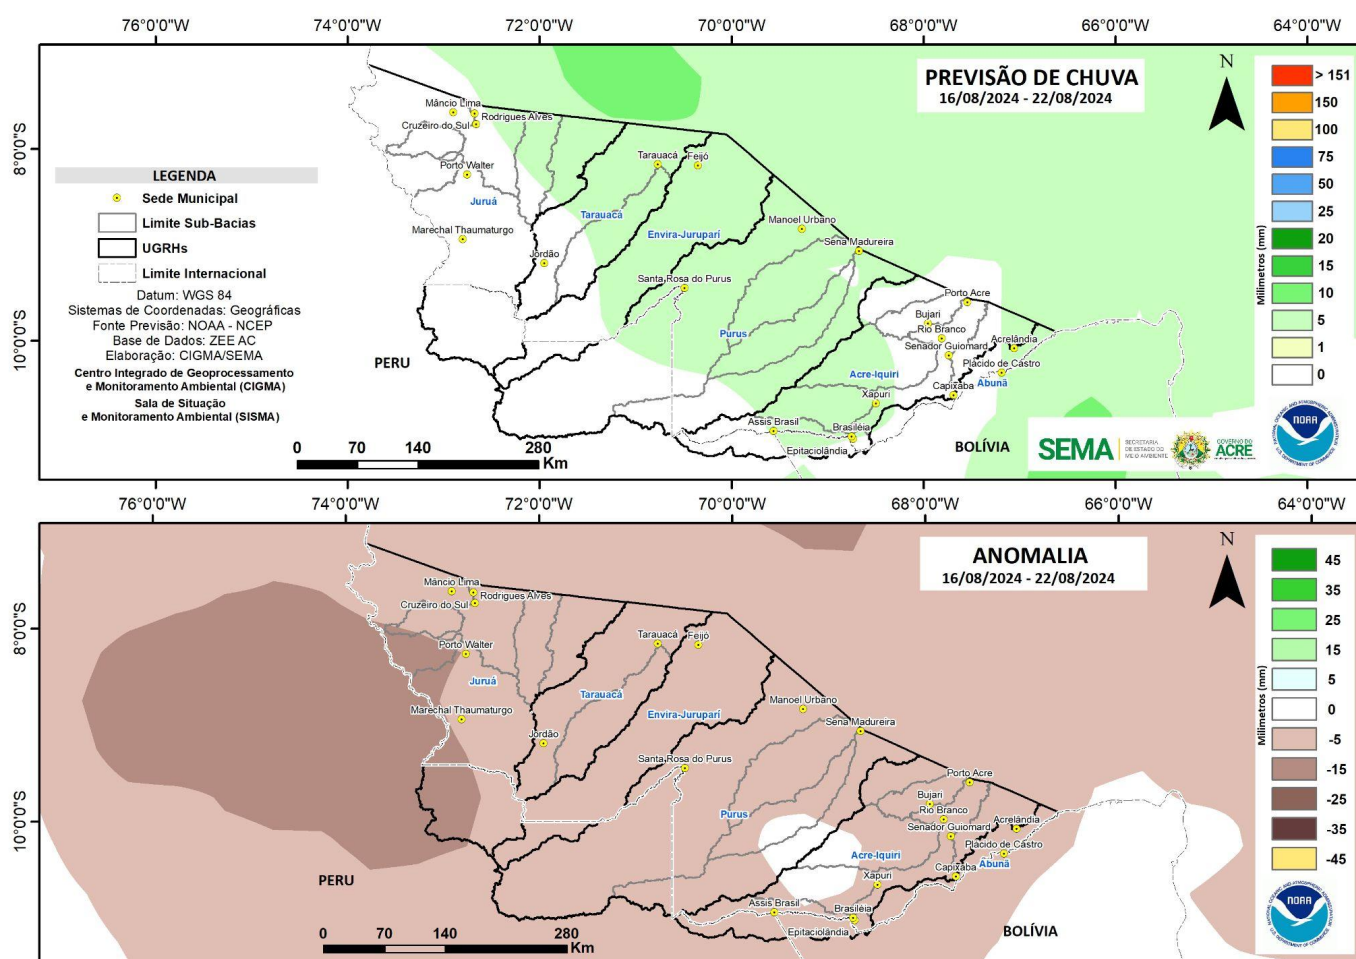 76°0'0"W
74°0'0"W
72°0'0"W
70°0'0"W
68°0'0"W
66°0'0"W
64°0'0"W
8°0'0"S
10°0'0"S
PREVISÃO DE CHUVA
16/08/2024 - 22/08/2024
N
Milímetros (mm)
> 151
150
100
75
50
25
20
15
10
5
1
0
LEGENDA
Sede Municipal
Limite Sub-Bacias
UGRHs
Limite Internacional
Datum: WGS 84
Sistemas de Coordenadas: Geográficas
Fonte Previsão: NOAA - NCEP
Base de Dados: ZEE AC
Elaboração: CIGMA/SEMA
Centro Integrado de Geoprocessamento
e Monitoramento Ambiental (CIGMA)
Sala de Situação
e Monitoramento Ambiental (SISMA)
Mâncio Lima
Rodrigues Alves
Cruzeiro do Sul
Porto Walter
Juruá
Marechal Thaumaturgo
Jordão
Tarauacá
Feijó
Tarauacá
Envira-Juruparí
Manoel Urbano
Sena Madureira
Santa Rosa do Purus
Purus
Porto Acre
Bujari
Rio Branco
Senador Guiomard
Acrelândia
Plácido de Castro
Abunã
Acre-Iquiri
Capixaba
Xapuri
Assis Brasil
Brasiléia
Epitaciolândia
PERU
BOLÍVIA
0 70 140 280
Km
SEMA
SECRETARIA
DE ESTADO DO
MEIO AMBIENTE
GOVERNO DO
ACRE
NOAA
76°0'0"W
74°0'0"W
72°0'0"W
70°0'0"W
68°0'0"W
66°0'0"W
64°0'0"W
8°0'0"S
10°0'0"S
ANOMALIA
16/08/2024 - 22/08/2024
N
Milímetros (mm)
45
35
25
15
5
0
-5
-15
-25
-35
-45
Mâncio Lima
Rodrigues Alves
Cruzeiro do Sul
Porto Walter
Juruá
Marechal Thaumaturgo
Jordão
Tarauacá
Feijó
Tarauacá
Envira-Juruparí
Manoel Urbano
Sena Madureira
Santa Rosa do Purus
Purus
Porto Acre
Bujari
Rio Branco
Senador Guiomard
Acrelândia
Plácido de Castro
Abunã
Acre-Iquiri
Capixaba
Xapuri
Assis Brasil
Brasiléia
Epitaciolândia
PERU
BOLÍVIA
0 70 140 280
Km
NOAA